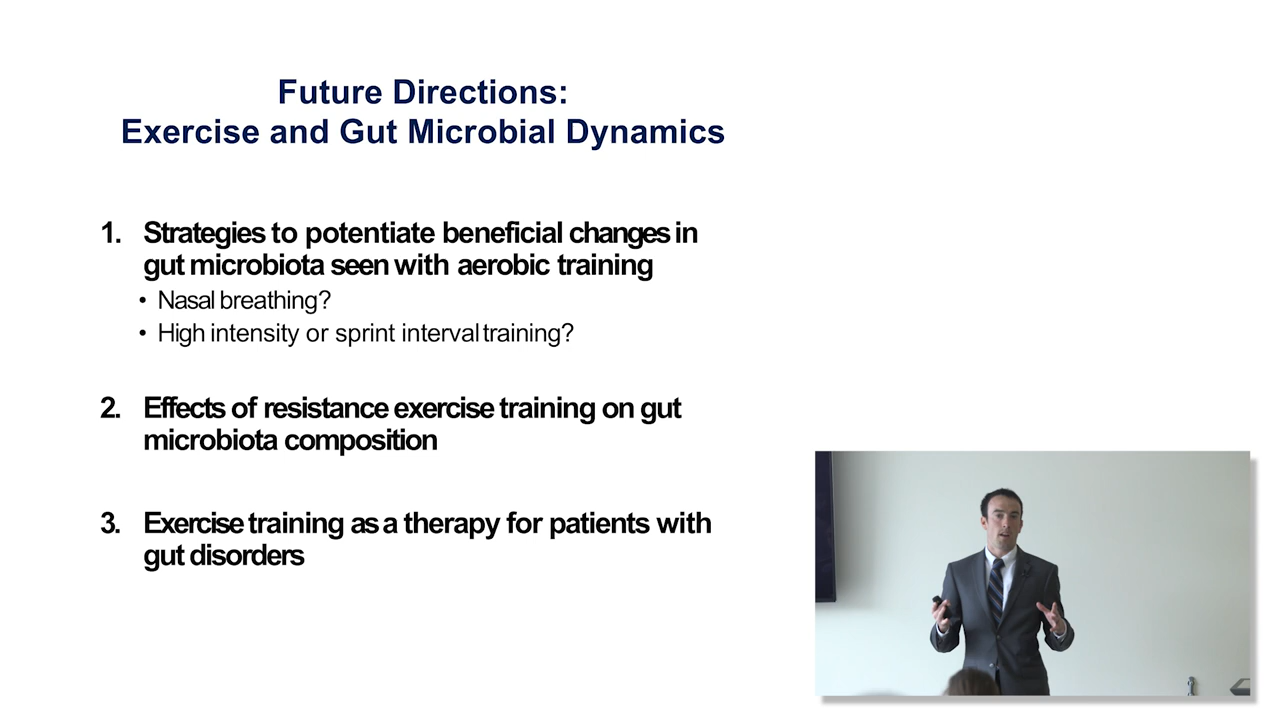 Future Directions:
Exercise and Gut Microbial Dynamics
1. Strategies to potentiate beneficial changes in
gut microbiota seen with aerobic training
• Nasal breathing?
• High intensity or sprint interval training?
2. Effects of resistance exercise training on gut
microbiota composition
3. Exercise training as a therapy for patients with
gut disorders